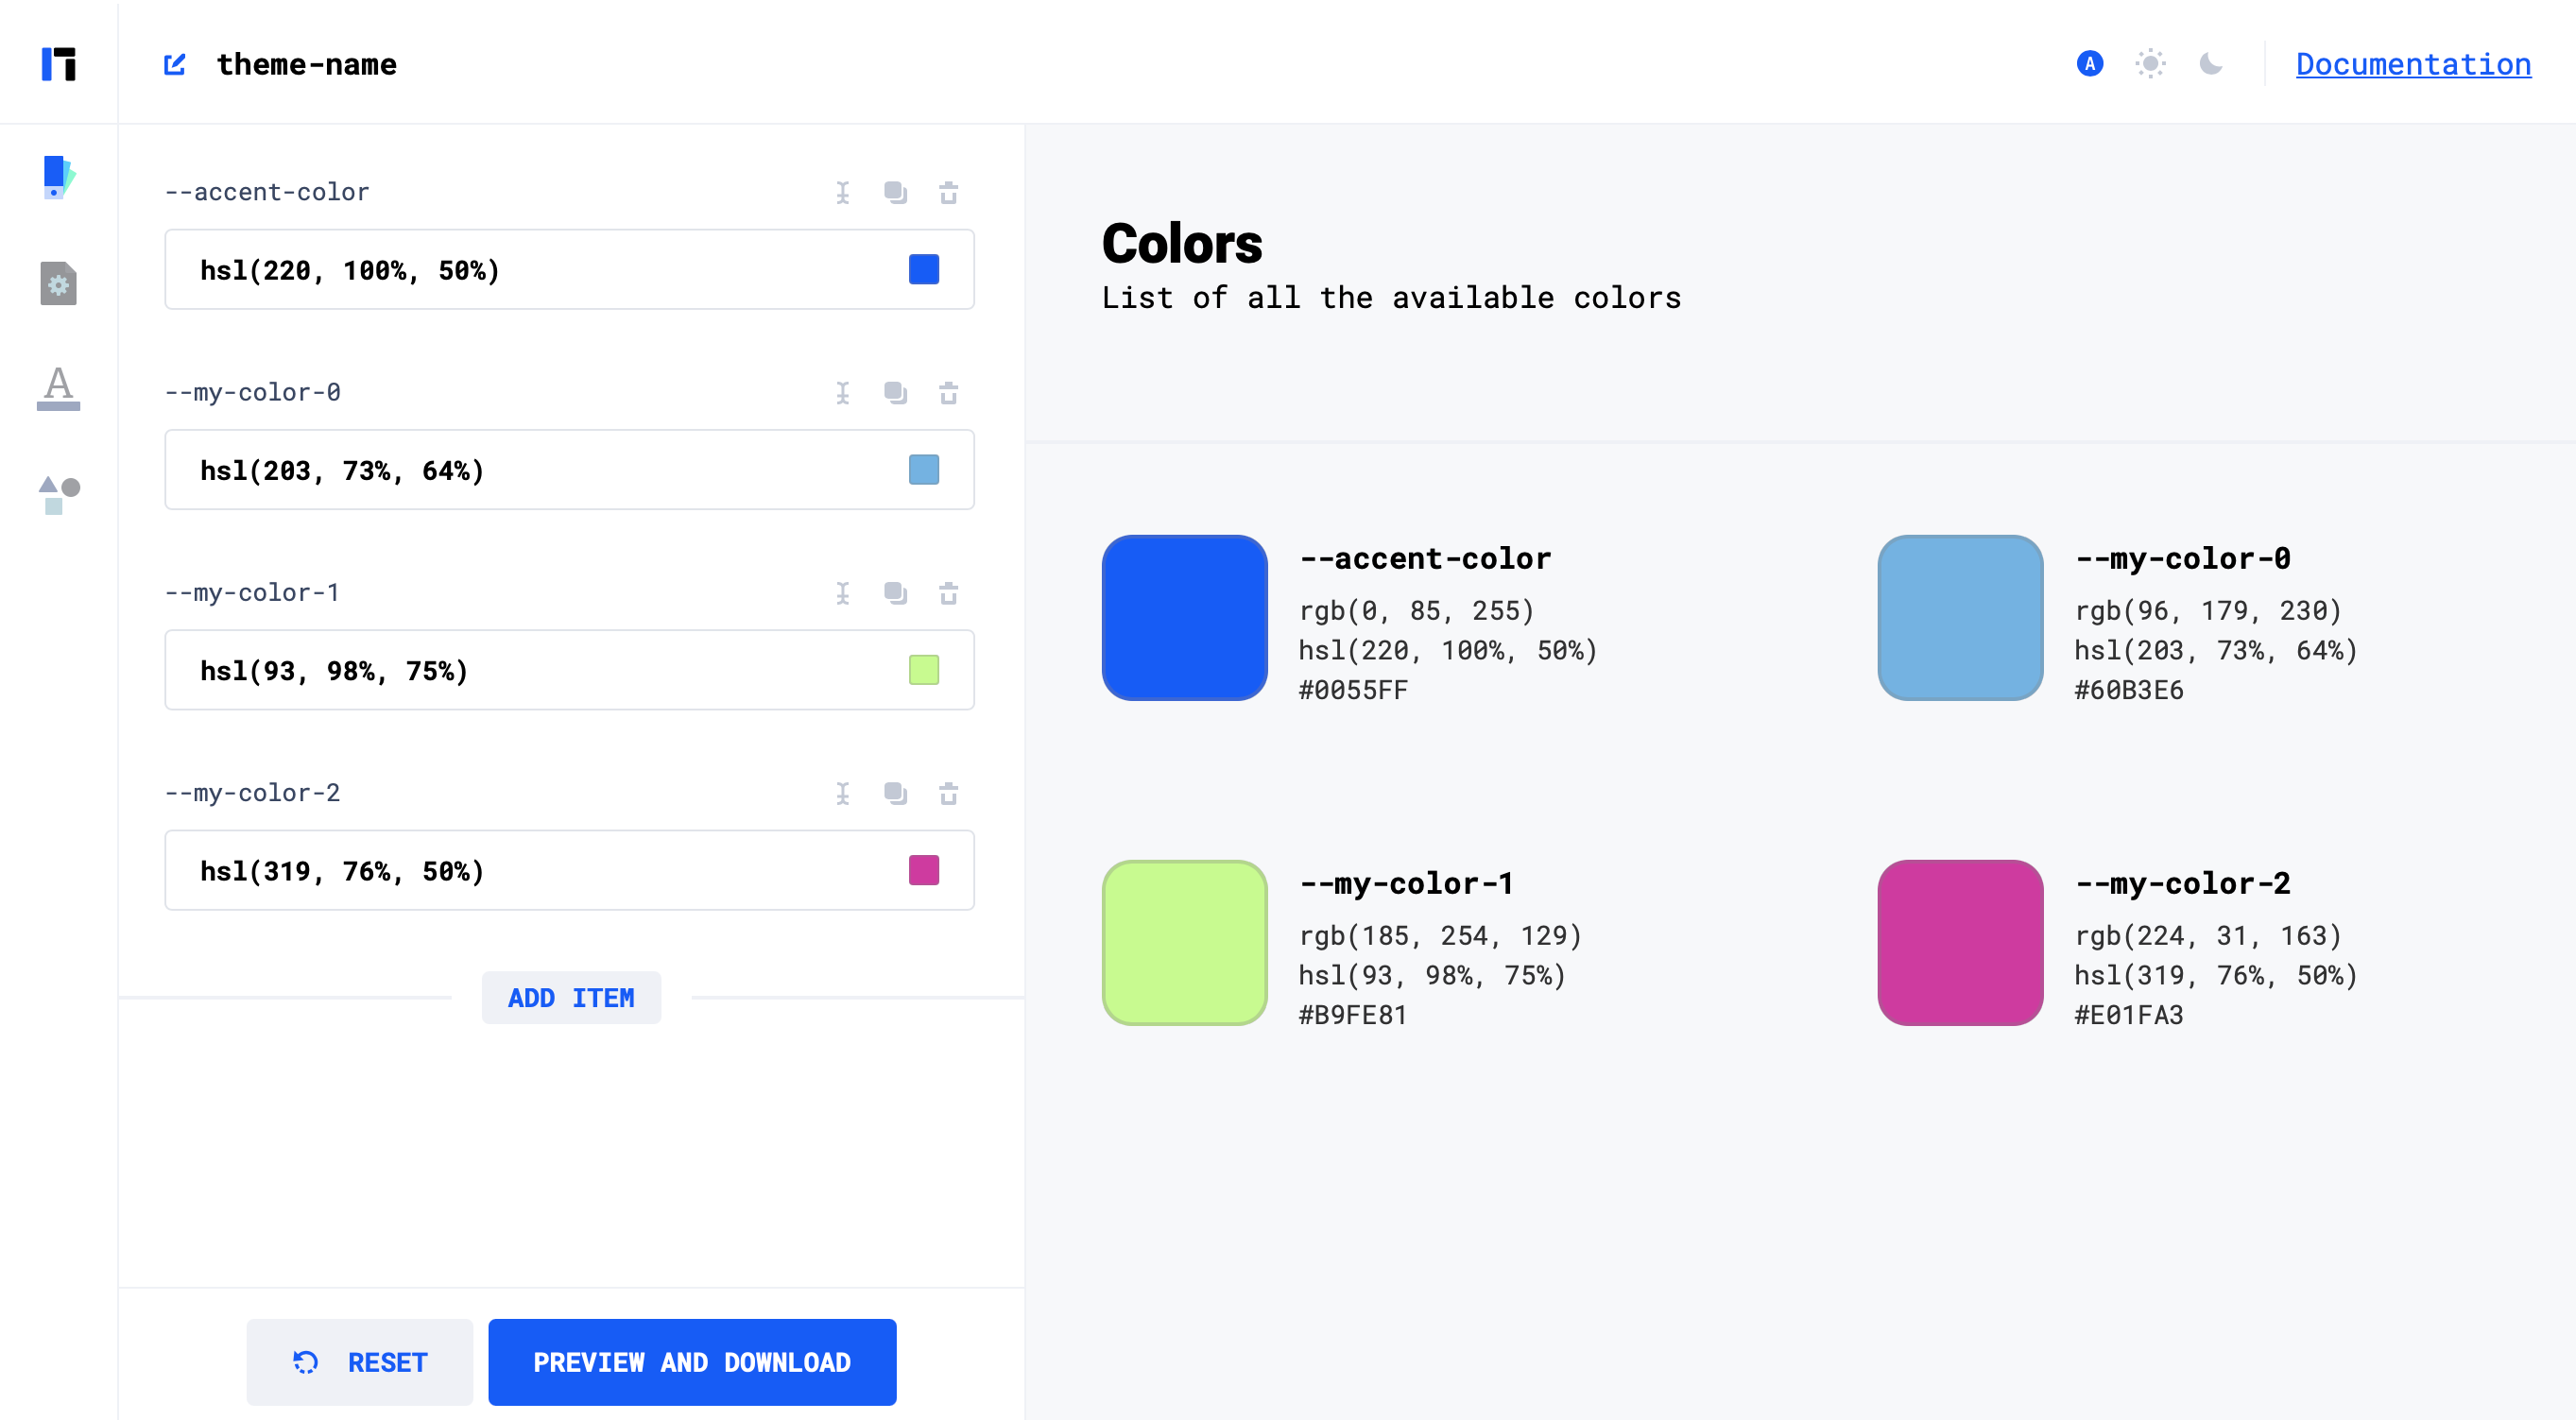 theme-name
A
Documentation
--accent-color
hsl(220, 100%, 50%)
--my-color-0
hsl(203, 73%, 64%)
--my-color-1
hsl(93, 98%, 75%)
--my-color-2
hsl(319, 76%, 50%)
ADD ITEM
RESET
PREVIEW AND DOWNLOAD
Colors
List of all the available colors
--accent-color
rgb(0, 85, 255)
hsl(220, 100%, 50%)
#0055FF
--my-color-0
rgb(96, 179, 230)
hsl(203, 73%, 64%)
#60B3E6
--my-color-1
rgb(185, 254, 129)
hsl(93, 98%, 75%)
#B9FE81
--my-color-2
rgb(224, 31, 163)
hsl(319, 76%, 50%)
#E01FA3